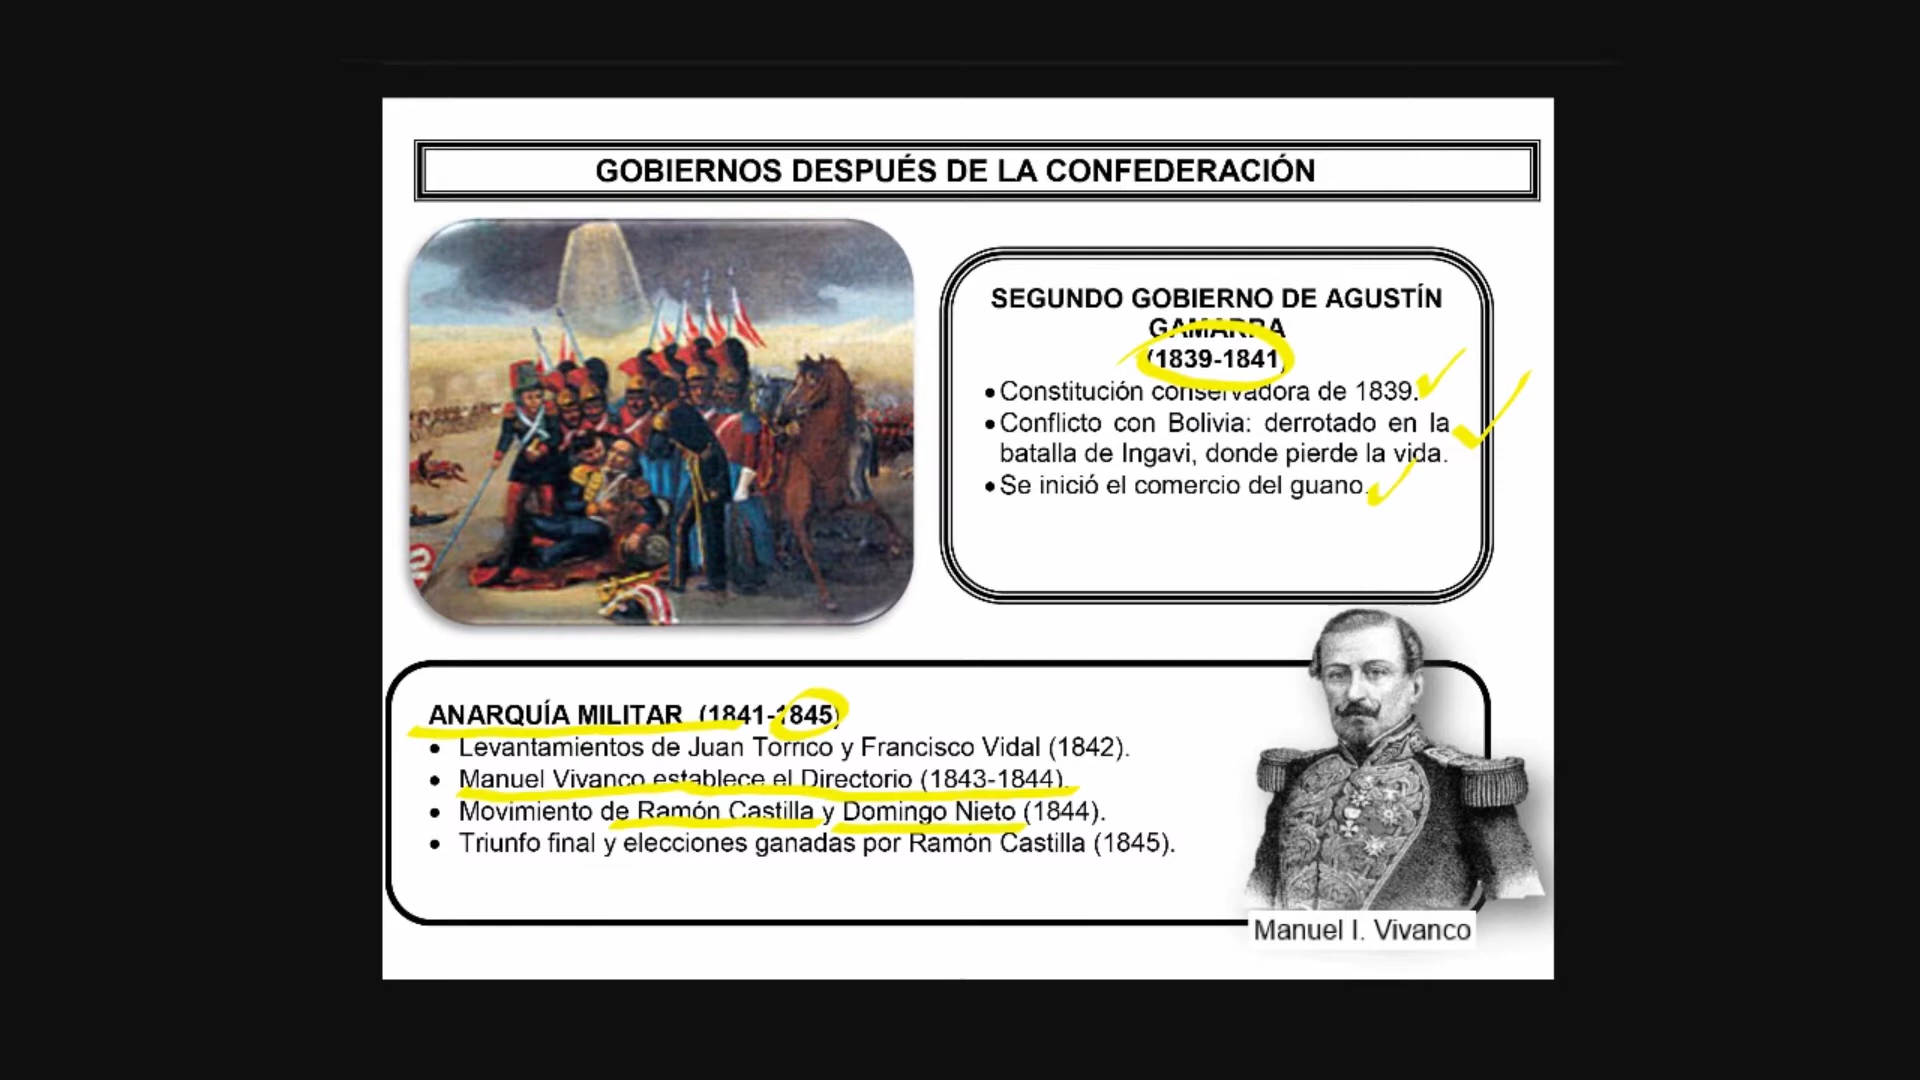 GOBIERNOS DESPUÉS DE LA CONFEDERACIÓN
SEGUNDO GOBIERNO DE AGUSTÍN
GAMARRA
(1839-1841)
• Constitución conservadora de 1839.
• Conflicto con Bolivia: derrotado en la
batalla de Ingavi, donde pierde la vida.
• Se inició el comercio del guano.
ANARQUÍA MILITAR (1841-1845)
• Levantamientos de Juan Torrico y Francisco Vidal (1842).
• Manuel Vivanco establece el Directorio (1843-1844).
• Movimiento de Ramón Castilla y Domingo Nieto (1844).
• Triunfo final y elecciones ganadas por Ramón Castilla (1845).
Manuel I. Vivanco